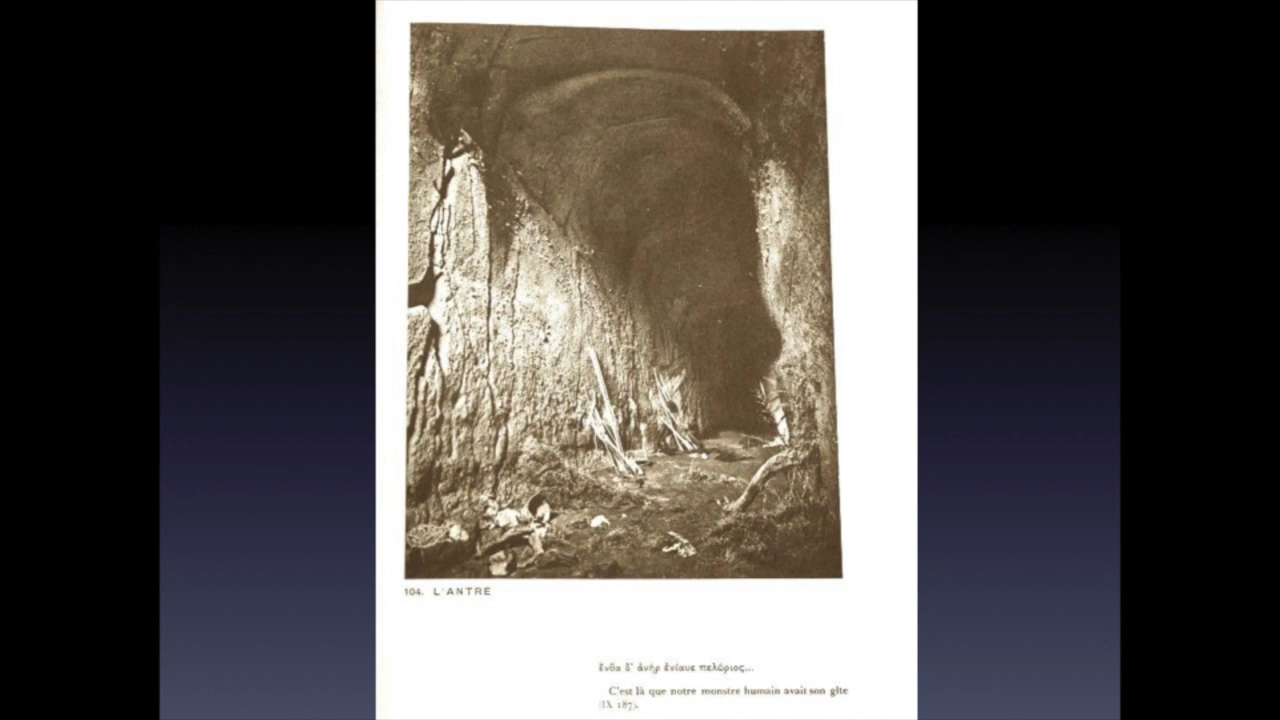 104. L'ANTRE
ἔνθα δ' ἀνὴρ ἐνίαυε πελώριος...
C'est là que notre monstre humain avait son gîte
(IX 187).